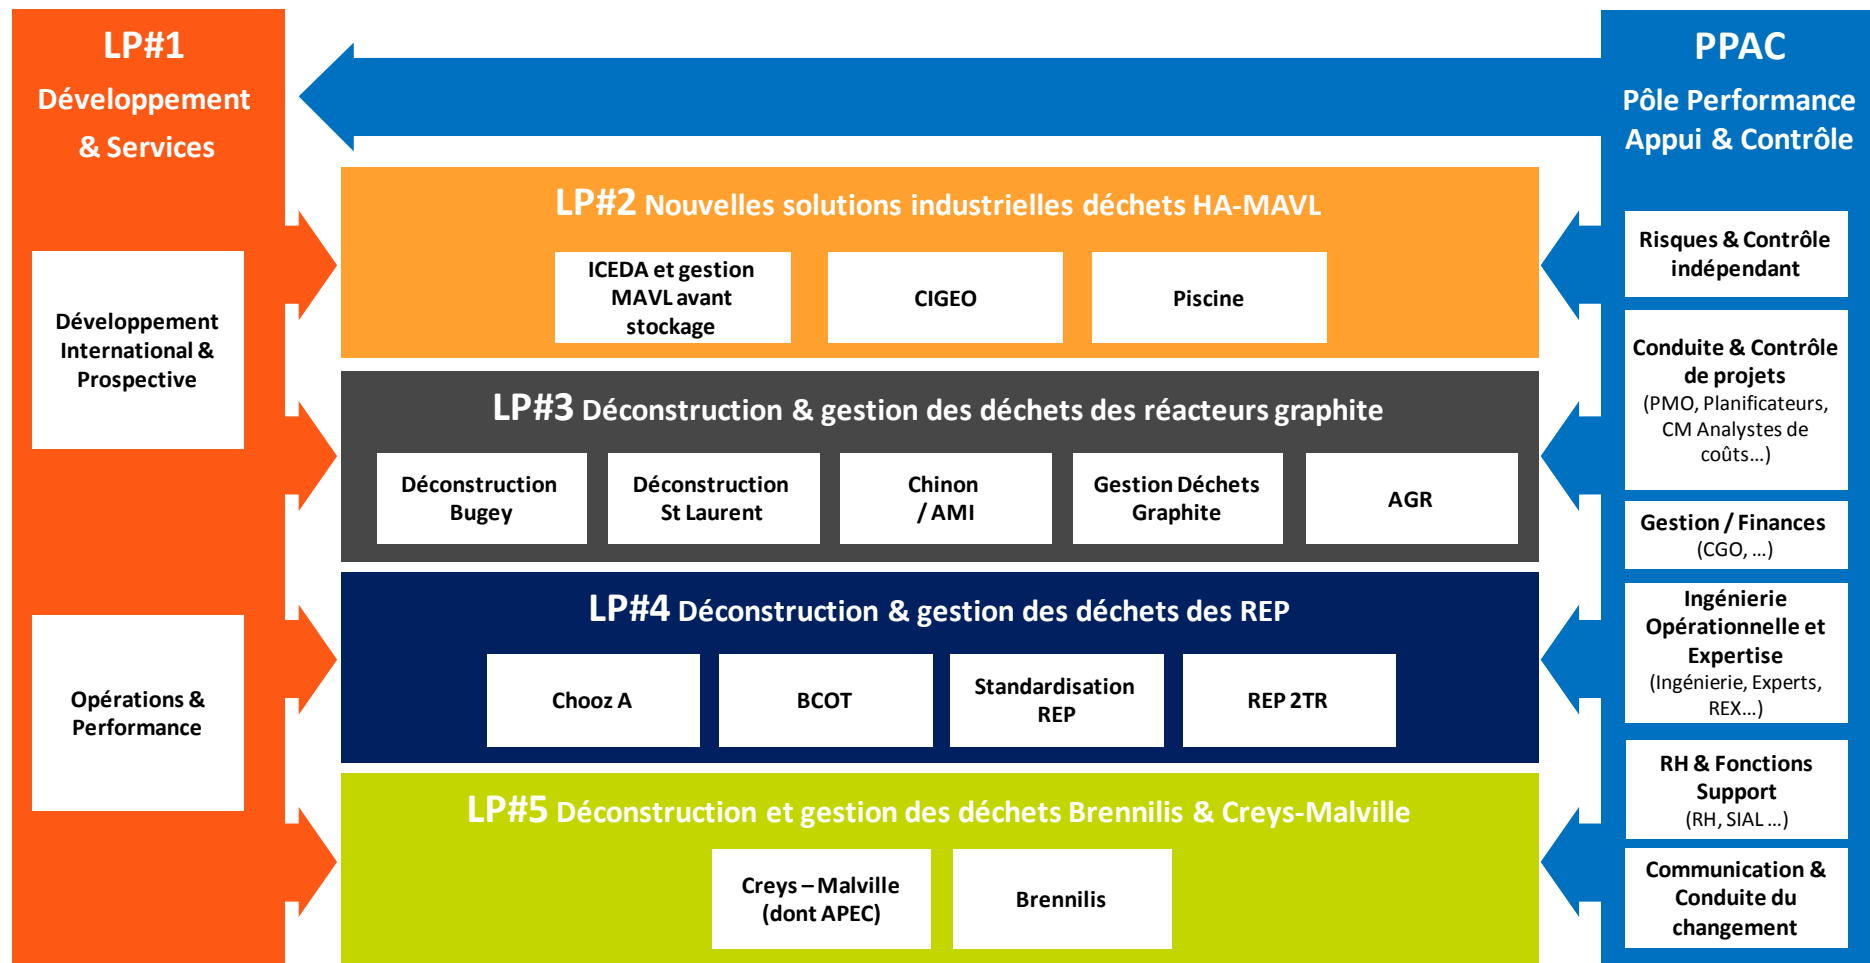 LP#1
Développement
& Services
Développement
International &
Prospective
Opérations &
Performance
LP#2 Nouvelles solutions industrielles déchets HA-MAVL
ICEDA et gestion
MAVL avant
stockage
CIGEO
Piscine
LP#3 Déconstruction & gestion des déchets des réacteurs graphite
Déconstruction
Bugey
Déconstruction
St Laurent
Chinon
/ AMI
Gestion Déchets
Graphite
AGR
LP#4 Déconstruction & gestion des déchets des REP
Chooz A
BCOT
Standardisation
REP
REP 2TR
LP#5 Déconstruction et gestion des déchets Brennilis & Creys-Malville
Creys – Malville
(dont APEC)
Brennilis
PPAC
Pôle Performance
Appui & Contrôle
Risques & Contrôle
indépendant
Conduite & Contrôle
de projets
(PMO, Planificateurs,
CM Analystes de
coûts…)
Gestion / Finances
(CGO, …)
Ingénierie
Opérationnelle et
Expertise
(Ingénierie, Experts,
REX…)
RH & Fonctions
Support
(RH, SIAL …)
Communication &
Conduite du
changement